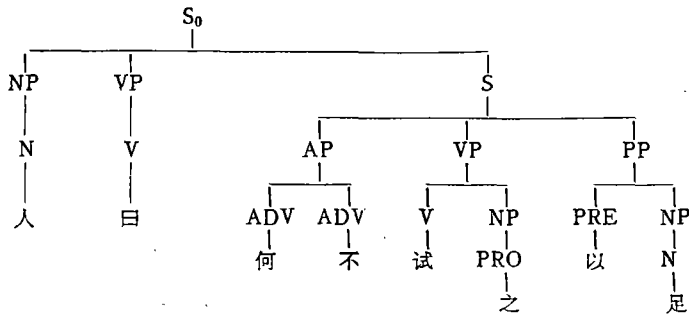 S₀
NP VP S
N V AP VP PP
人 曰 ADV ADV V NP PRE NP
何 不 试 PRO 以 N
之 足